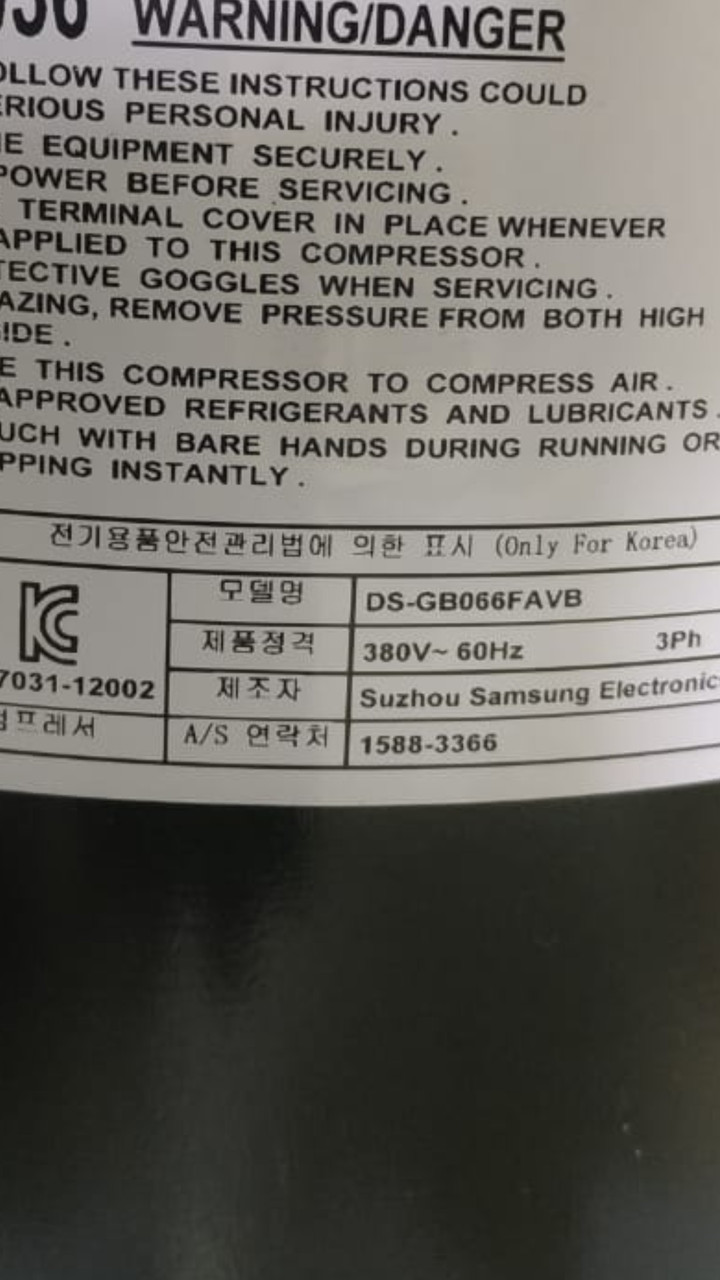 WARNING/DANGER
THESE INSTRUCTIONS COULD
PERSONAL INJURY.
EQUIPMENT SECURELY.
POWER BEFORE SERVICING.
TERMINAL COVER IN PLACE WHENEVER
APPLIED TO THIS COMPRESSOR.
GOGGLES WHEN SERVICING.
REMOVE PRESSURE FROM BOTH HIGH
IDE.
THIS COMPRESSOR TO COMPRESS AIR.
APPROVED REFRIGERANTS AND LUBRICANTS.
UCH WITH BARE HANDS DURING RUNNING OR
PPING INSTANTLY.
전기용품안전관리법에 의한 표시 (Only For Korea)
모델명 DS-GB066FAVB
제품정격 380V~ 60Hz 3Ph
7031-12002 제조자 Suzhou Samsung Electronic
프레서 A/S 연락처 1588-3366